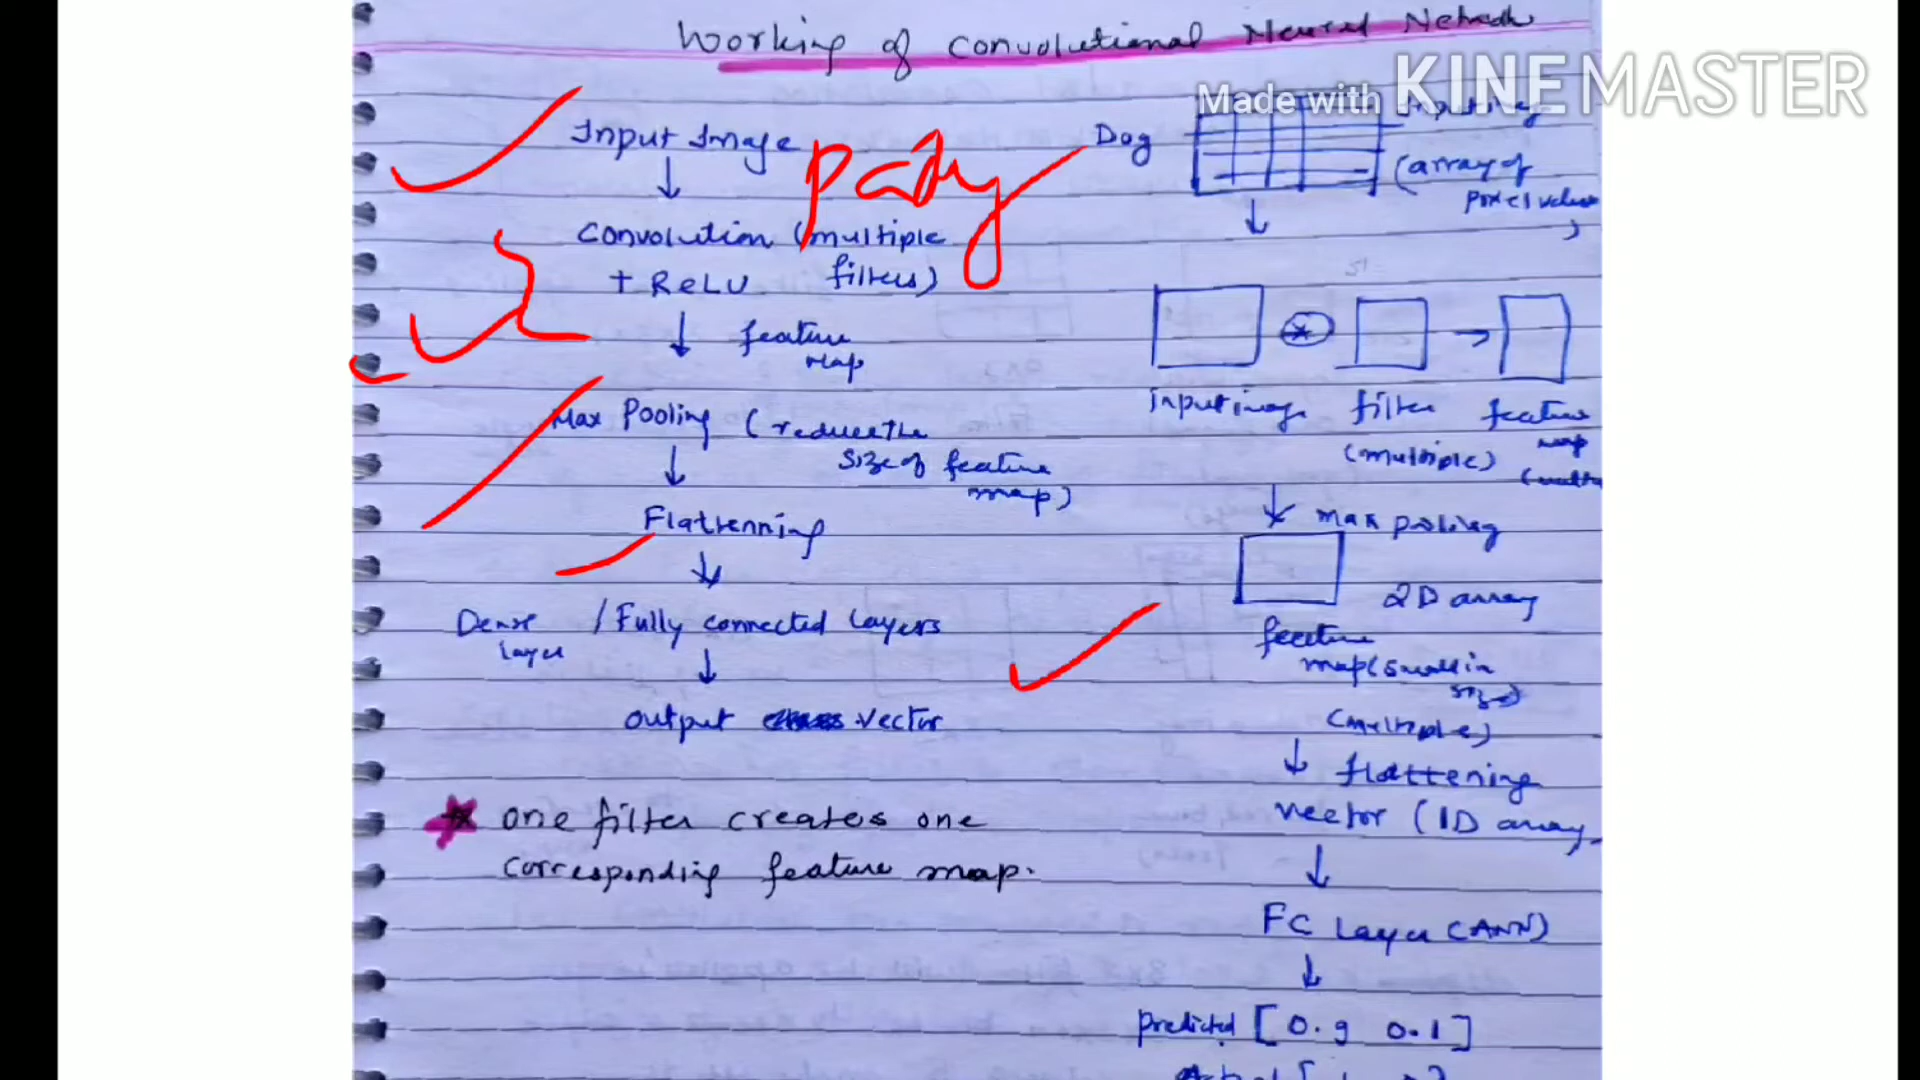 Working of Convolutional Neural Network
Made with KINEMASTER
Input Image
Convolution (multiple
filters)
+ ReLU
feature
map
Max Pooling (reduce the
size of feature
map)
Flattenning
Dense / Fully connected layers
layer
output vector
one filter creates one
corresponding feature map.
Dog
(array of
pixel values
)
input image filter feature
map
(multiple)
max pooling
2D array
feature
map (small in
size)
(multiple)
flattening
vector (1D array
FC Layer (ANN)
predicted [0.9 0.1]